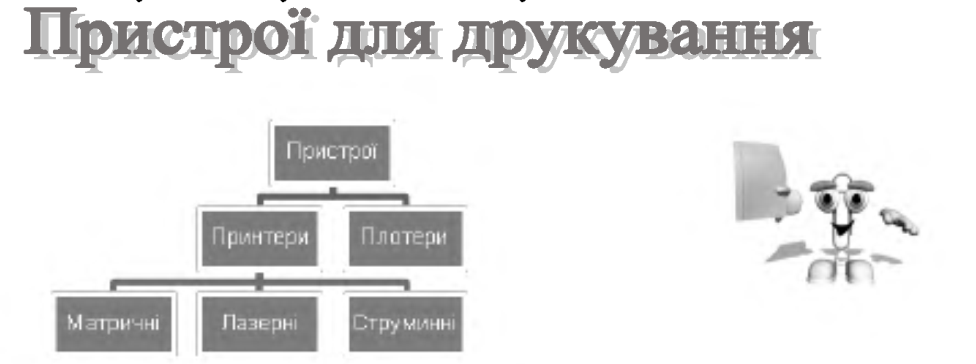 Пристрої для друкування
Пристрої
Принтери Плотери
Матричні Лазерні Струминні